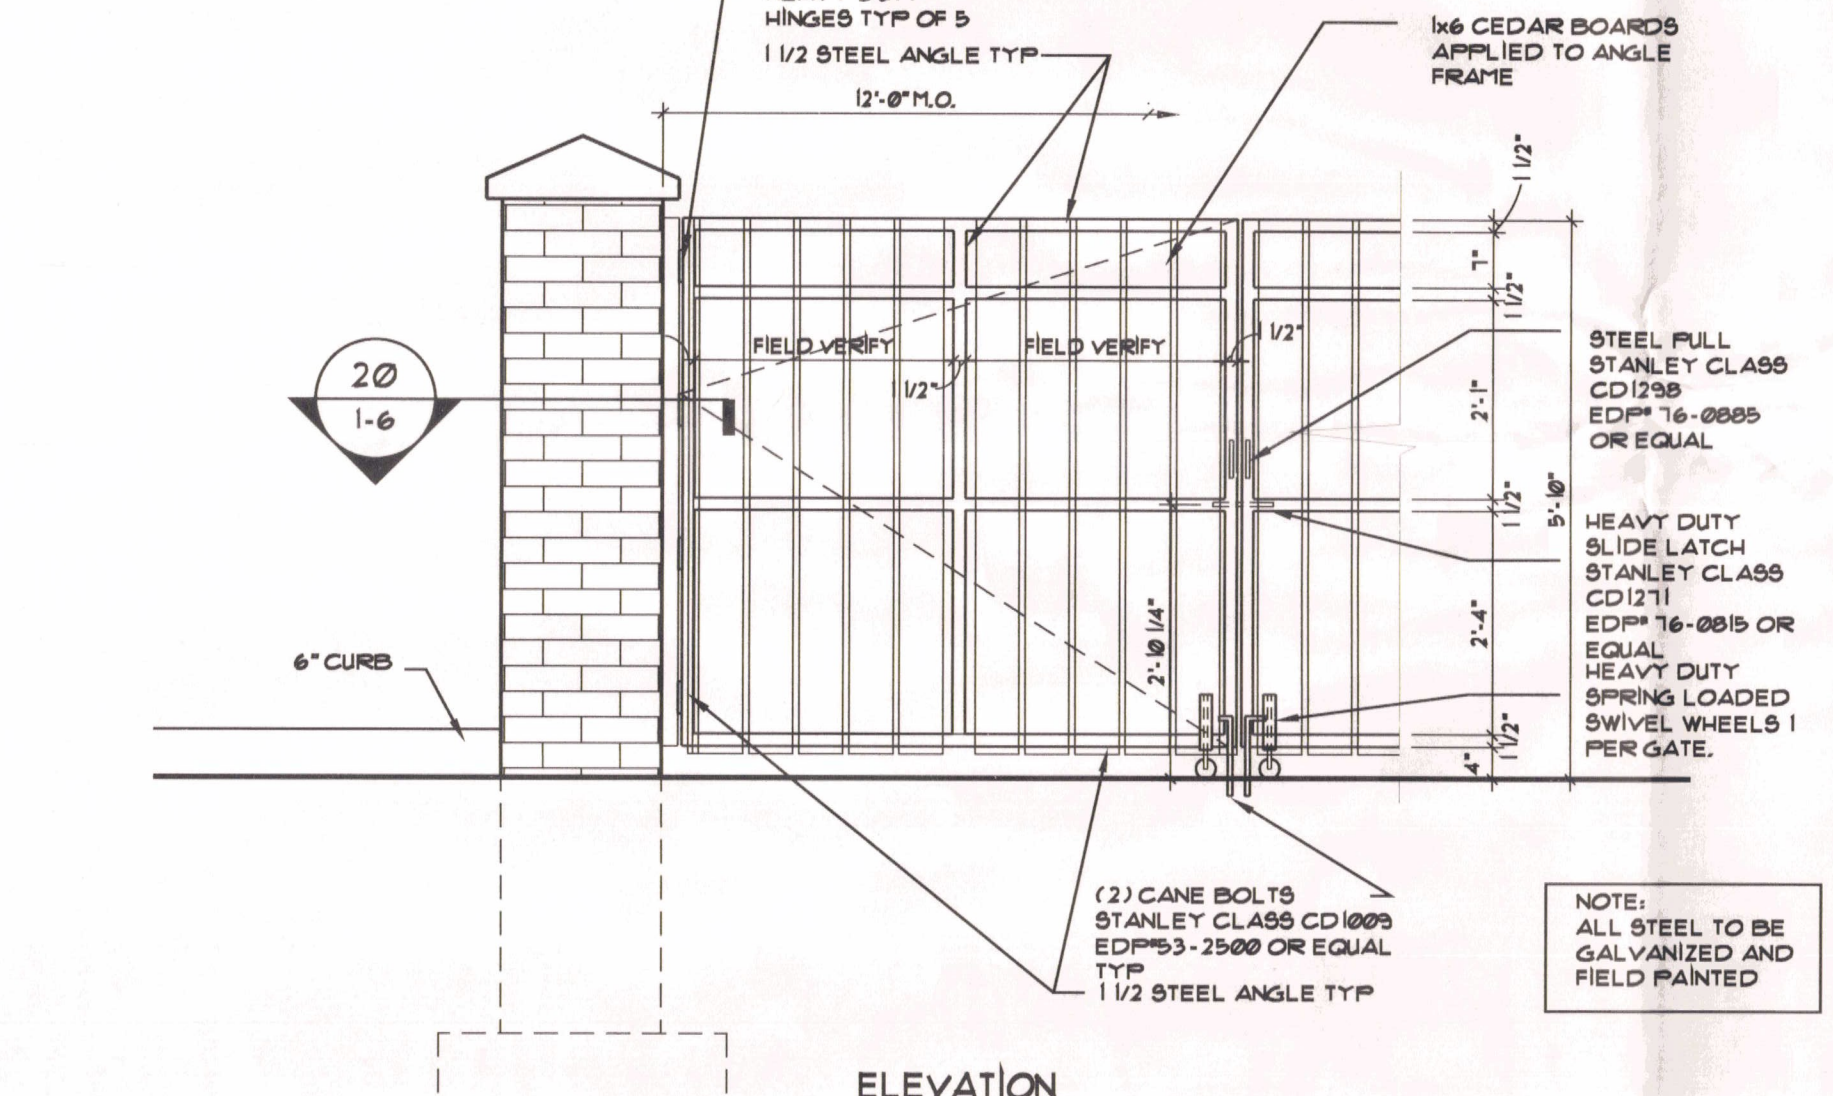 HINGES TYP OF 5
1 1/2 STEEL ANGLE TYP
12'-0" M.O.
1x6 CEDAR BOARDS
APPLIED TO ANGLE
FRAME
1 1/2"
7"
1 1/2"
FIELD VERIFY
FIELD VERIFY
1 1/2"
1 1/2"
20
1-6
2'-1"
1 1/2"
5'-10"
STEEL PULL
STANLEY CLASS
CD1298
EDP# 76-0885
OR EQUAL
HEAVY DUTY
SLIDE LATCH
STANLEY CLASS
CD1271
EDP# 76-0815 OR
EQUAL
HEAVY DUTY
SPRING LOADED
SWIVEL WHEELS 1
PER GATE.
2'-10 1/4"
2'-4"
1 1/2"
4"
6" CURB
(2) CANE BOLTS
STANLEY CLASS CD1009
EDP#53-2500 OR EQUAL
TYP
1 1/2 STEEL ANGLE TYP
NOTE:
ALL STEEL TO BE
GALVANIZED AND
FIELD PAINTED
ELEVATION